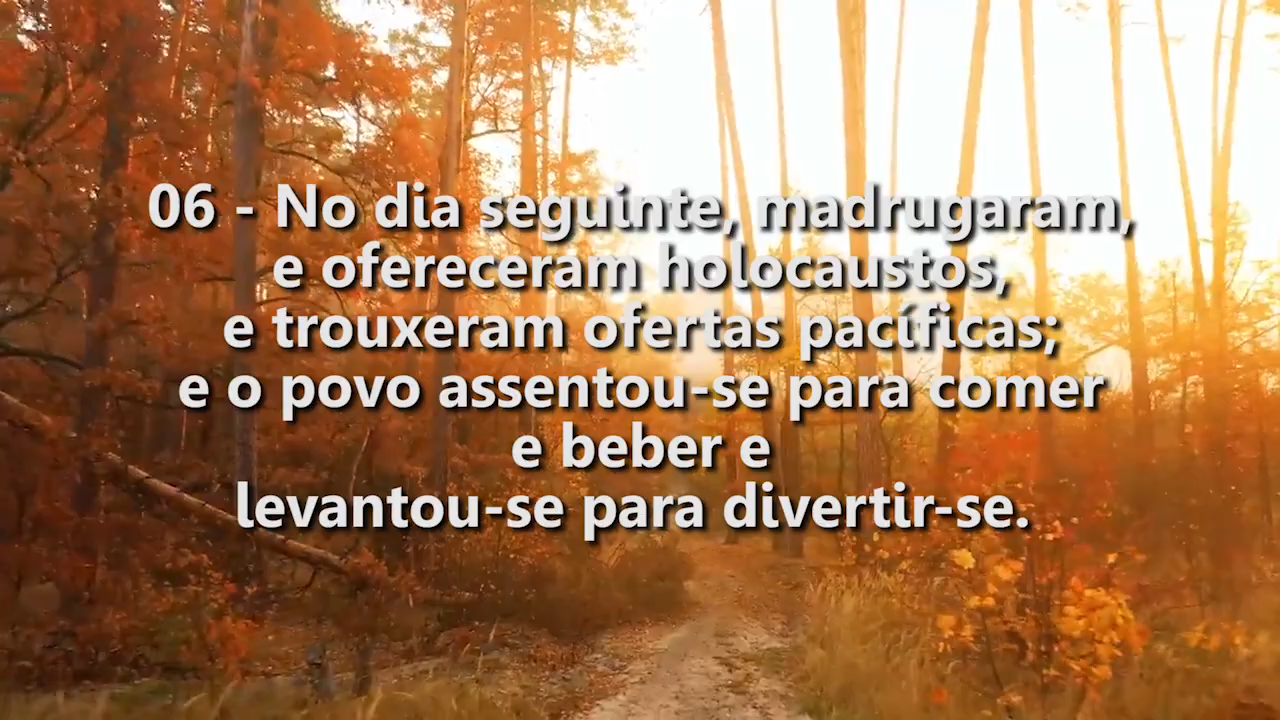 06 - No dia seguinte, madrugaram,
e ofereceram holocaustos,
e trouxeram ofertas pacíficas;
e o povo assentou-se para comer
e beber e
levantou-se para divertir-se.